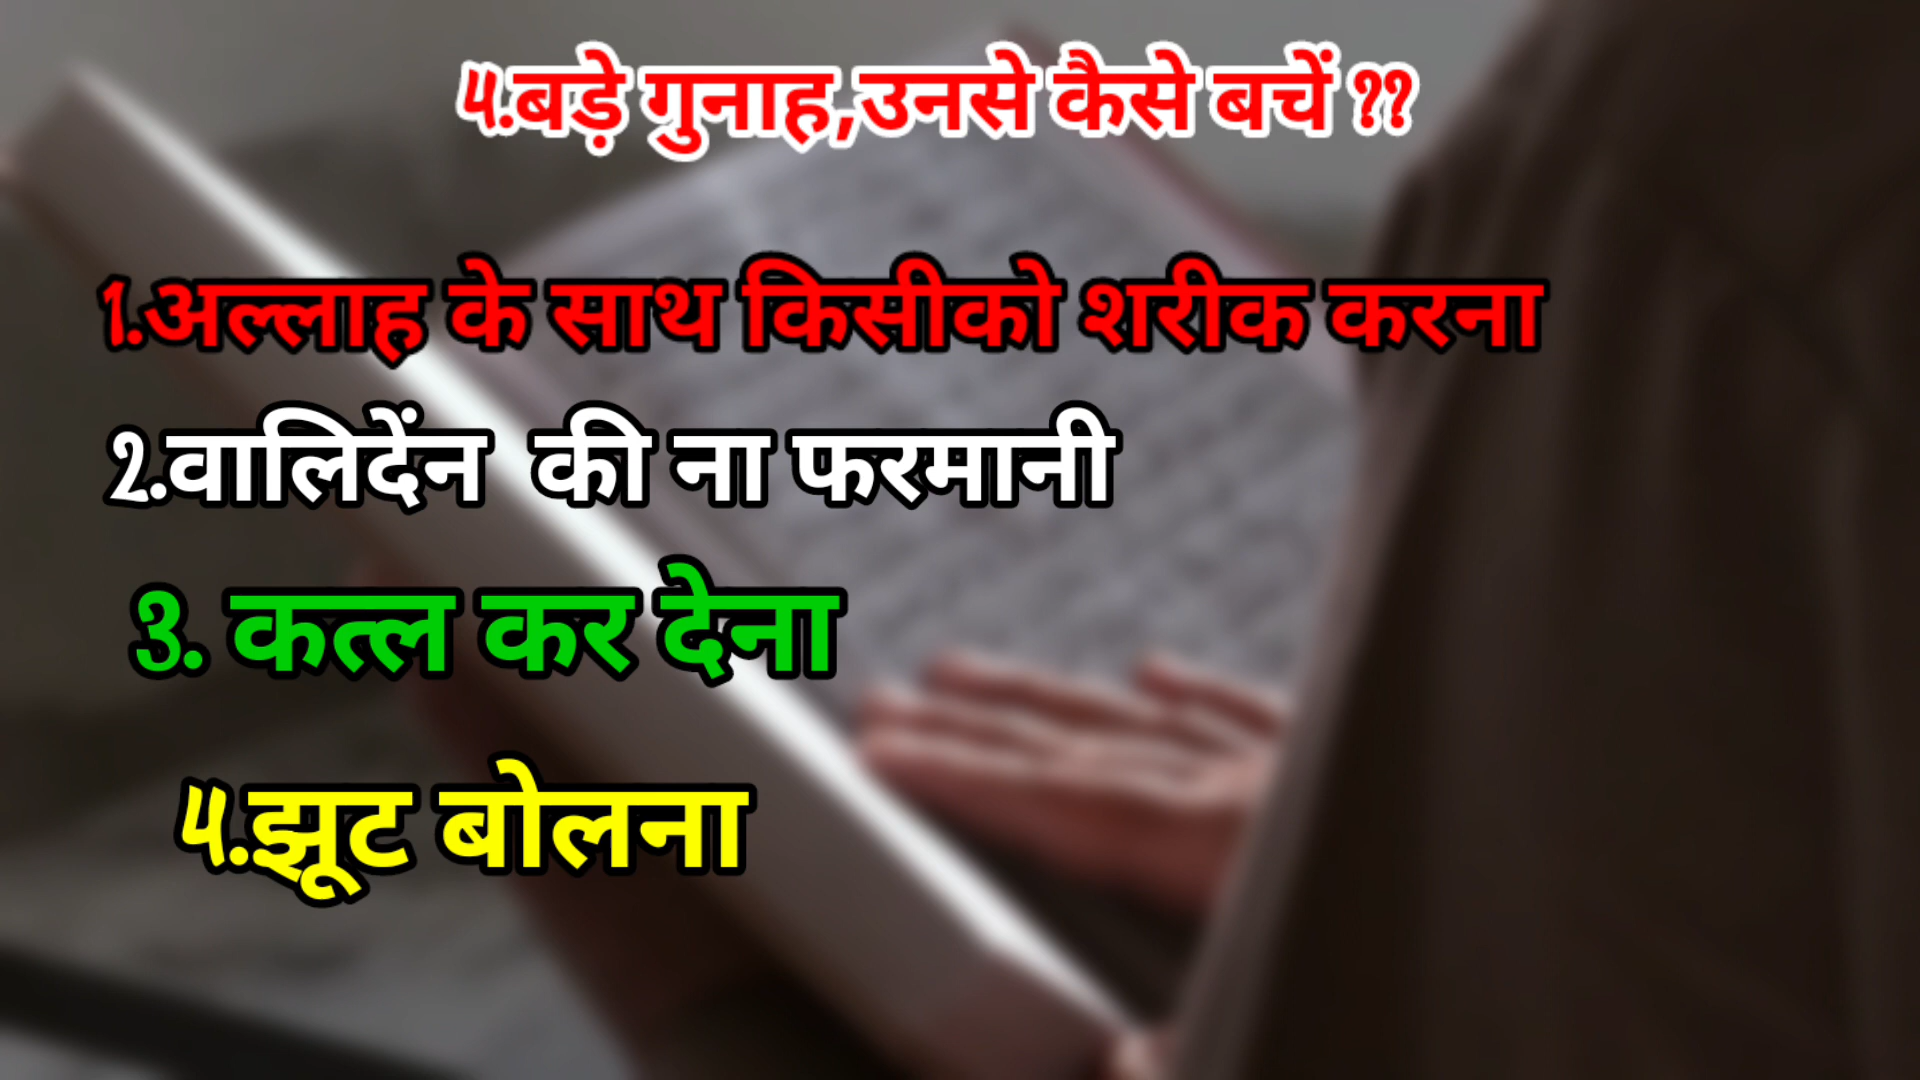 4.बड़े गुनाह,उनसे कैसे बचें ??
1.अल्लाह के साथ किसीको शरीक करना
2.वालिदेंन की ना फरमानी
3. कत्ल कर देना
4.झूट बोलना